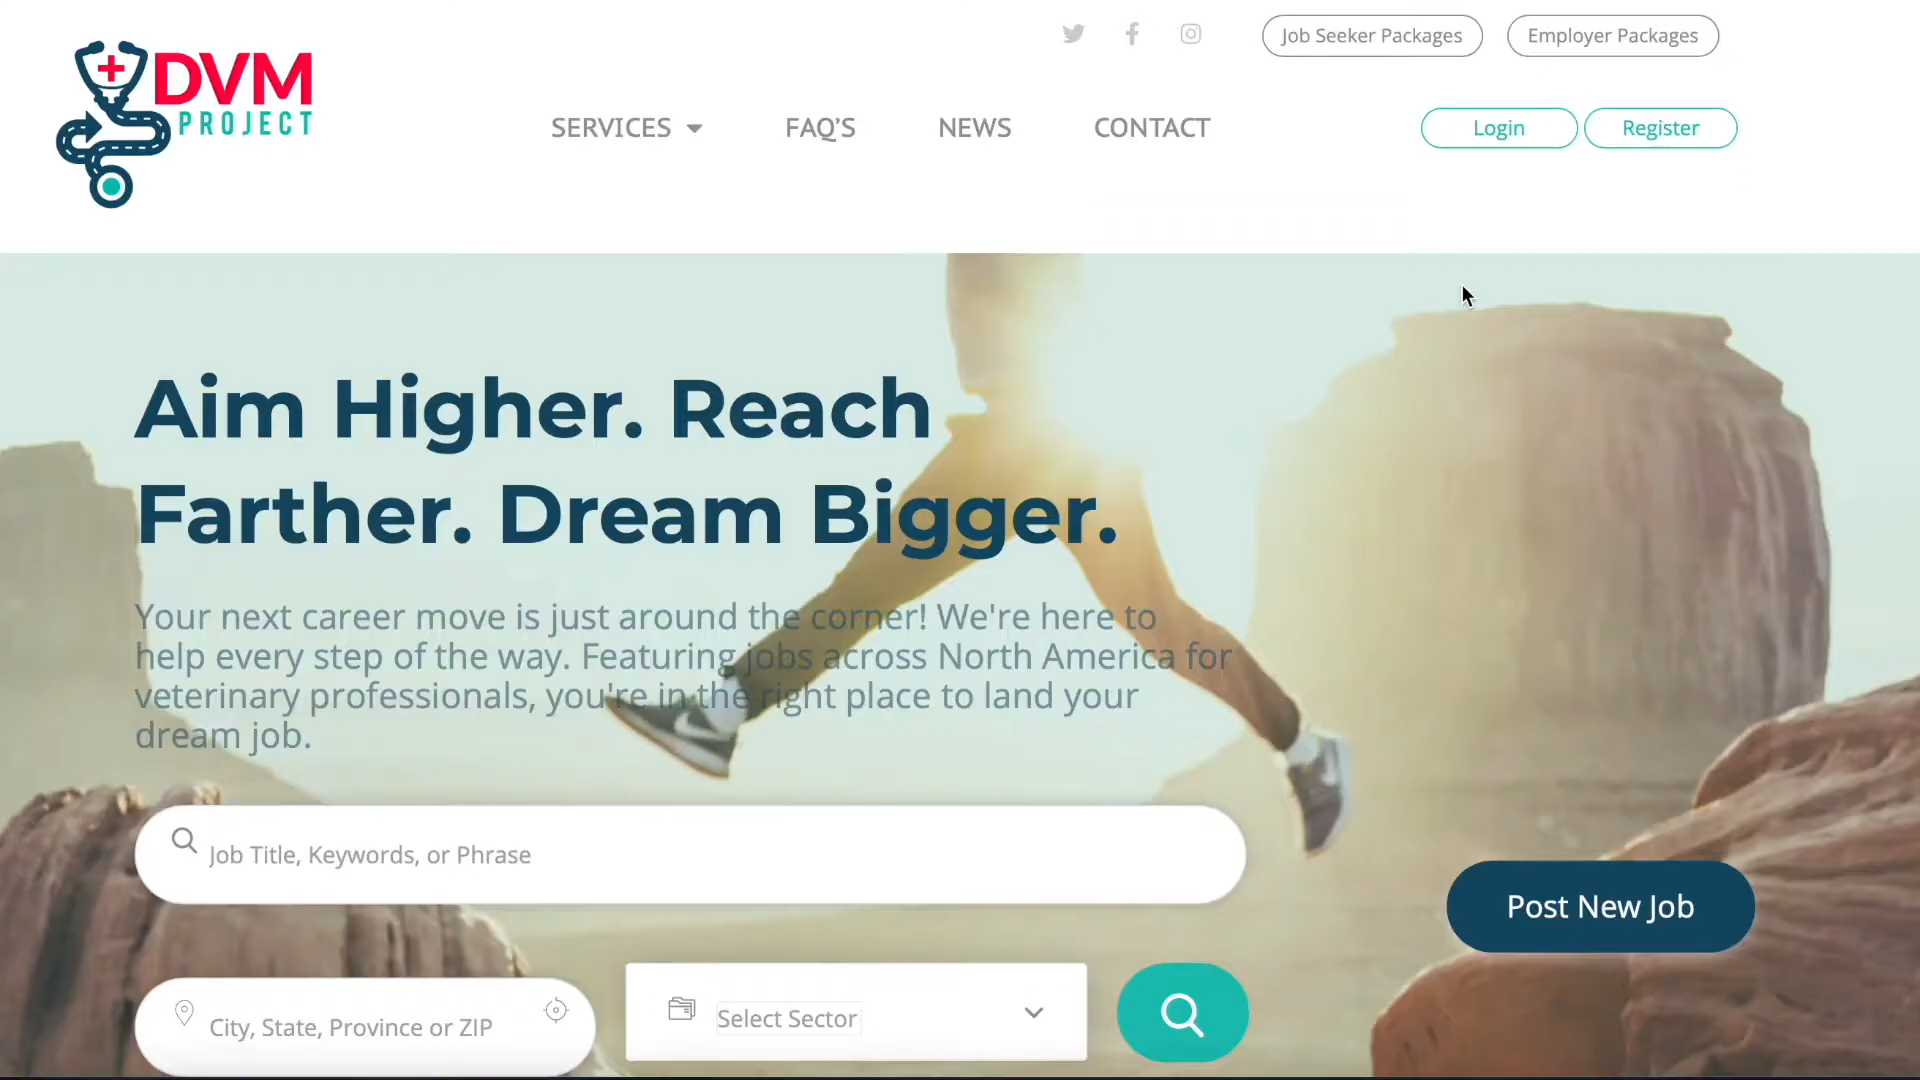 Job Seeker Packages
Employer Packages
DVM
PROJECT
SERVICES
FAQ'S
NEWS
CONTACT
Login
Register
Aim Higher. Reach
Farther. Dream Bigger.
Your next career move is just around the corner! We're here to
help every step of the way. Featuring jobs across North America for
veterinary professionals, you're in the right place to land your
dream job.
Job Title, Keywords, or Phrase
Post New Job
City, State, Province or ZIP
Select Sector